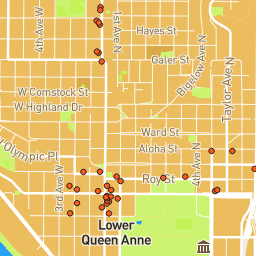 4th Ave W
1st Ave N
Hayes St
Galer St
Bigelow Ave N
Taylor Ave N
W Comstock St
W Highland Dr
Olympic Pl
Ward St
Aloha St
4th Ave N
3rd Ave W
Roy St
Lower
Queen Anne